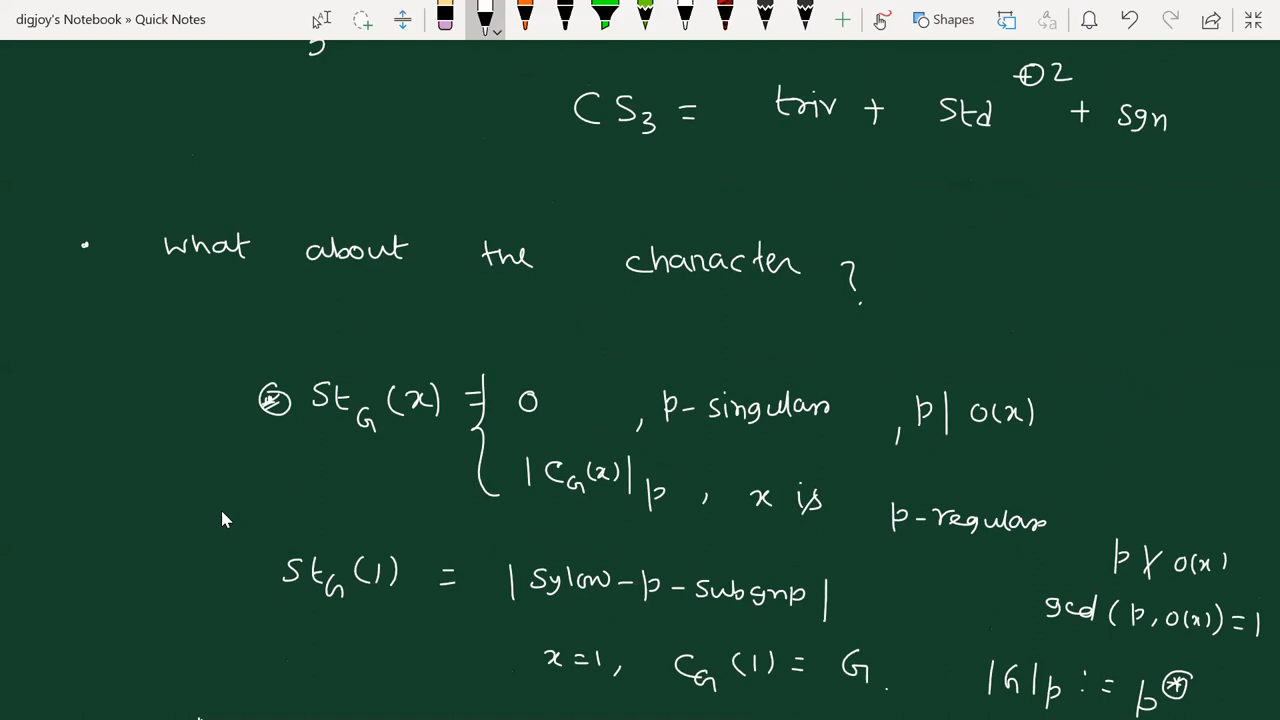 digjoy's Notebook » Quick Notes
Shapes
ℂS₃ = triv + Std^⊕2 + sgn
• what about the character ?
⊛ St_G(x) = { 0 , p-singular , p | o(x)
|C_G(x)|_p , x is p-regular
p ∤ o(x)
St_G(1) = | Sylow-p-subgrp |
gcd(p, o(x)) = 1
x=1, C_G(1) = G.
|G|_p := p^⊛